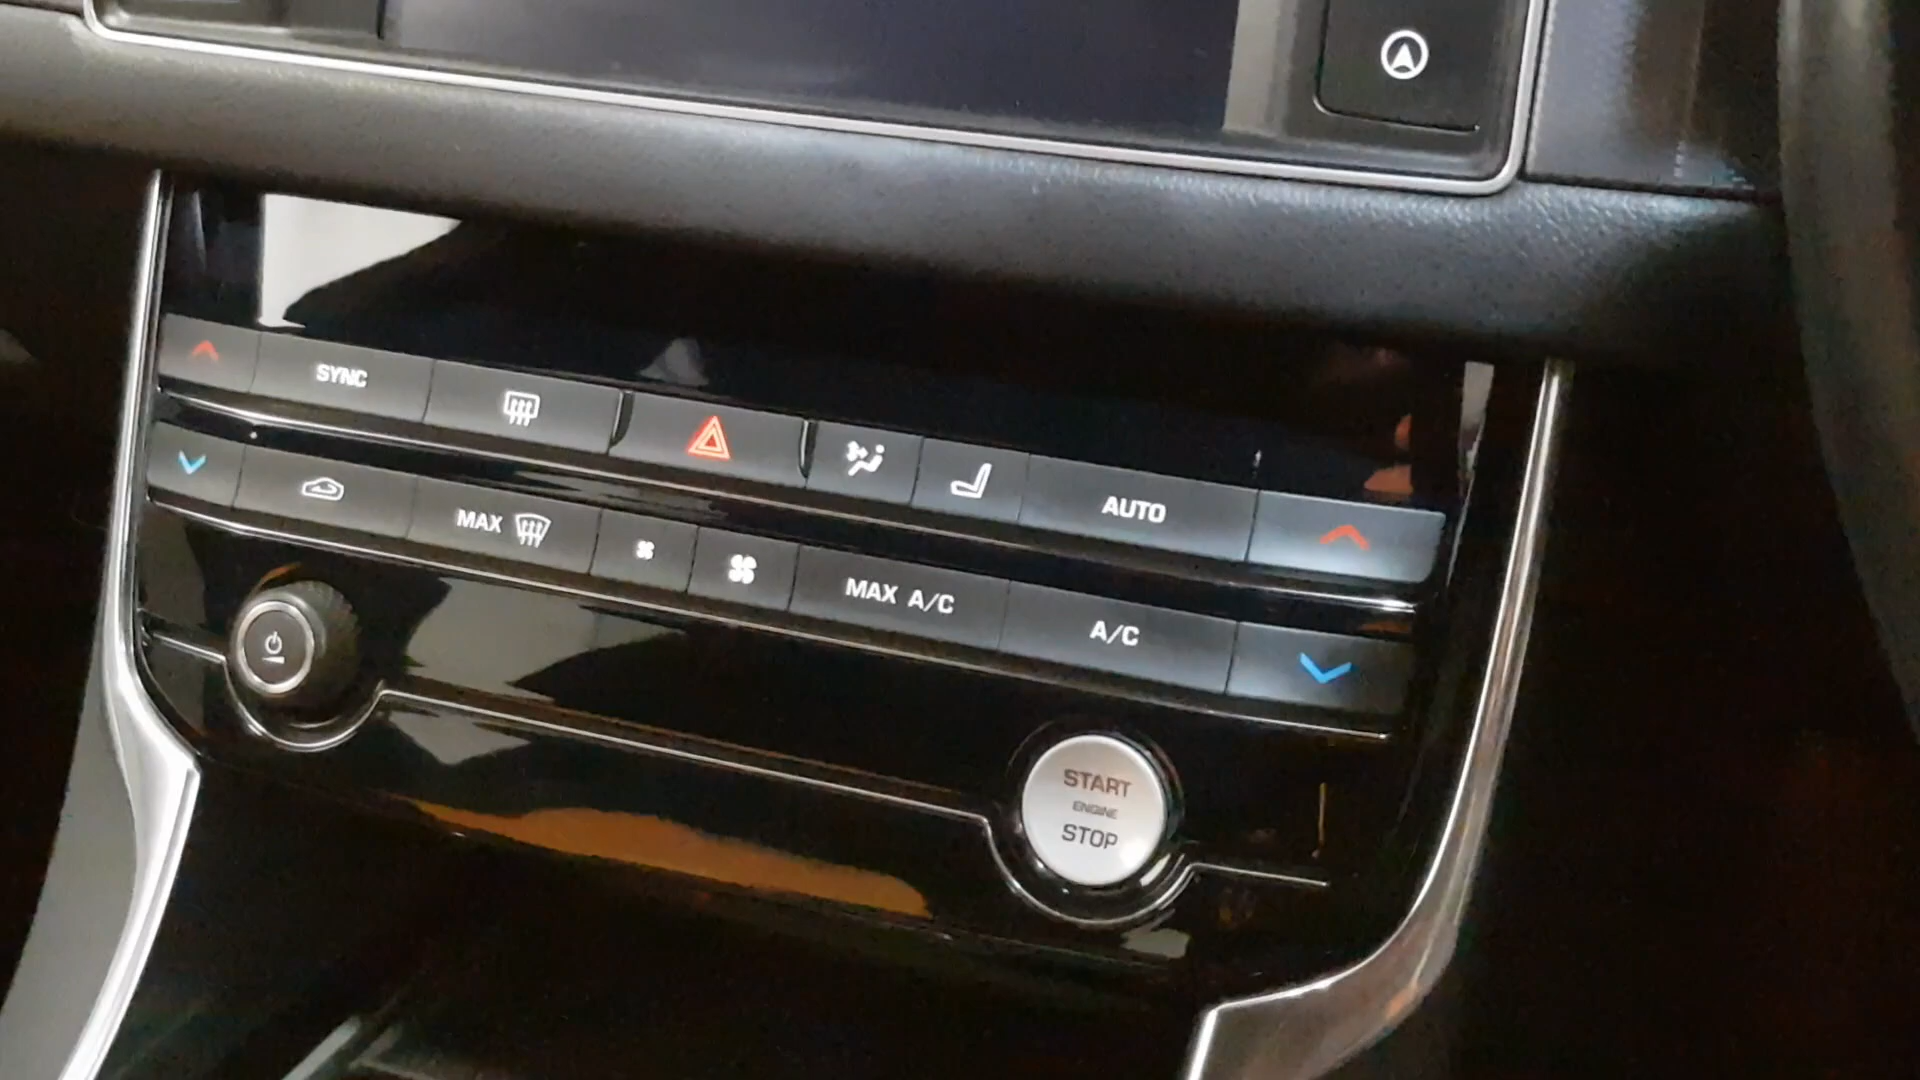 SYNC
AUTO
MAX
MAX A/C
A/C
START
ENGINE
STOP